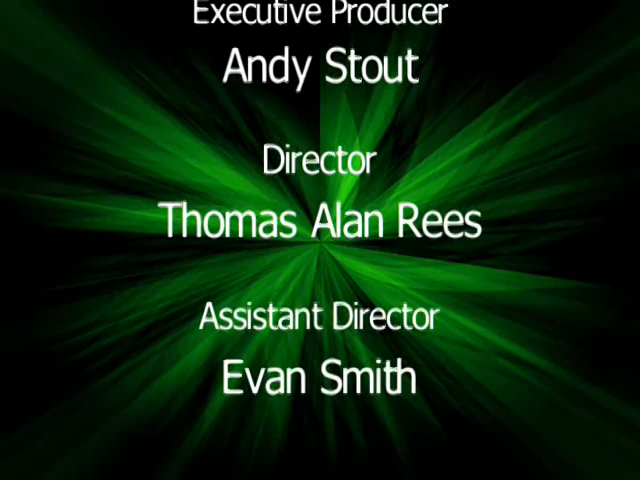 Executive Producer
Andy Stout
Director
Thomas Alan Rees
Assistant Director
Evan Smith